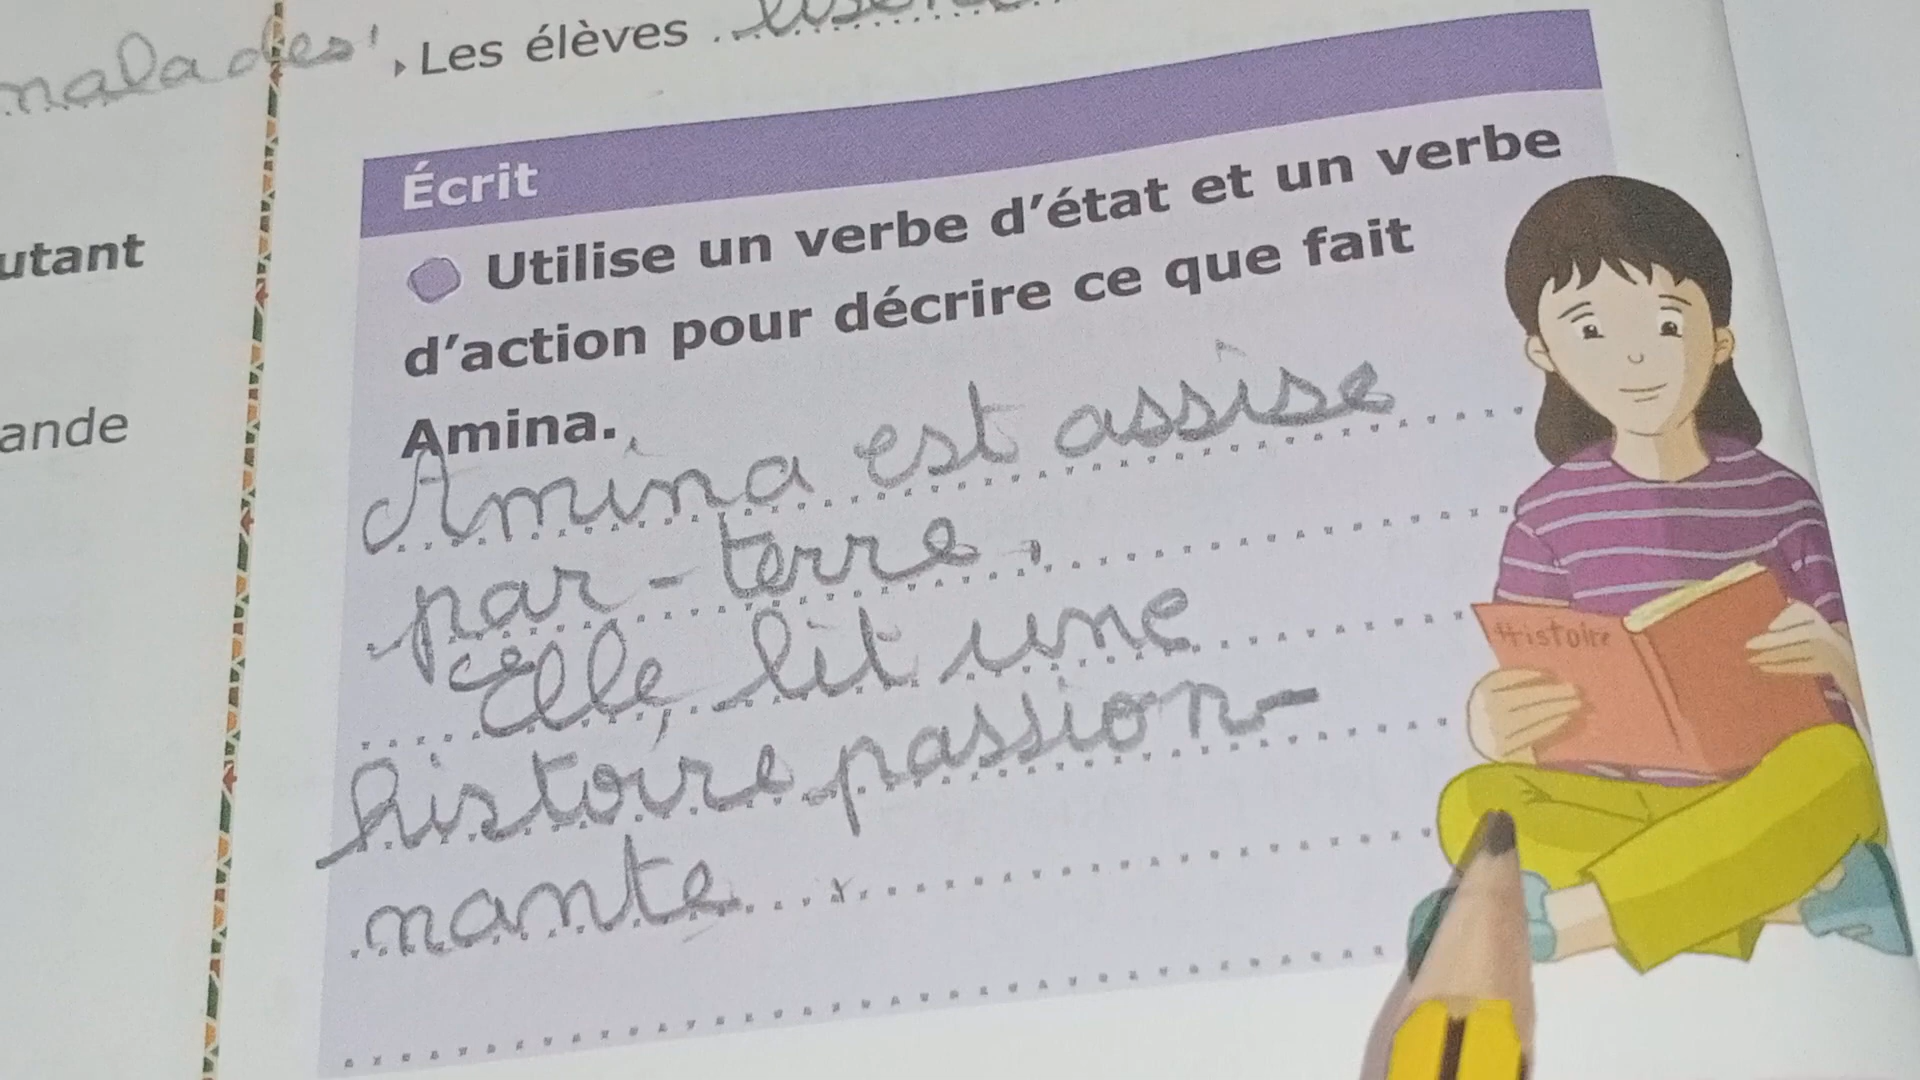 malades,
Les élèves
utant
ande
Écrit
Utilise un verbe d'état et un verbe
d'action pour décrire ce que fait
Amina.
Amina est assise
par-terre,
elle, lit une
histoire passion-
nante.
Histoire